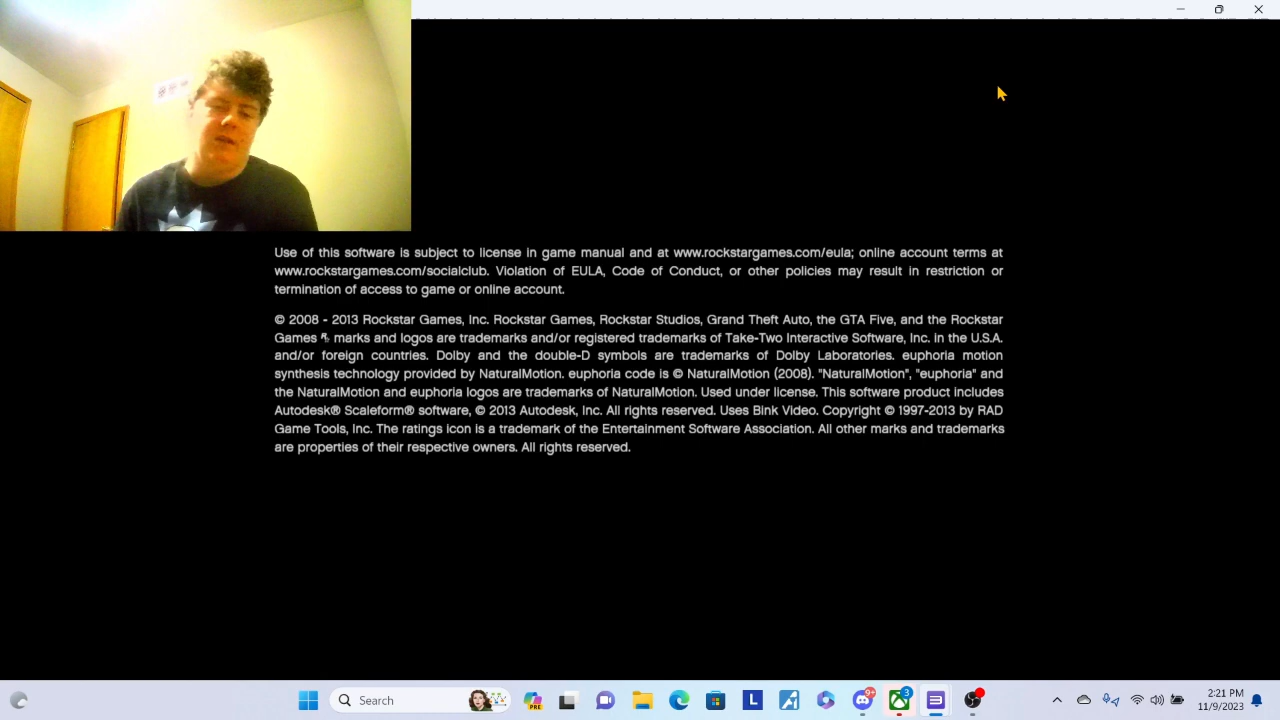 Use of this software is subject to license in game manual and at www.rockstargames.com/eula; online account terms at
www.rockstargames.com/socialclub. Violation of EULA, Code of Conduct, or other policies may result in restriction or
termination of access to game or online account.
© 2008 - 2013 Rockstar Games, Inc. Rockstar Games, Rockstar Studios, Grand Theft Auto, the GTA Five, and the Rockstar
Games marks and logos are trademarks and/or registered trademarks of Take-Two Interactive Software, Inc. in the U.S.A.
and/or foreign countries. Dolby and the double-D symbols are trademarks of Dolby Laboratories. euphoria motion
synthesis technology provided by NaturalMotion. euphoria code is © NaturalMotion (2008). "NaturalMotion", "euphoria" and
the NaturalMotion and euphoria logos are trademarks of NaturalMotion. Used under license. This software product includes
Autodesk® Scaleform® software, © 2013 Autodesk, Inc. All rights reserved. Uses Bink Video. Copyright © 1997-2013 by RAD
Game Tools, Inc. The ratings icon is a trademark of the Entertainment Software Association. All other marks and trademarks
are properties of their respective owners. All rights reserved.
Search
PRE
L
9+
3
2:21 PM
11/9/2023